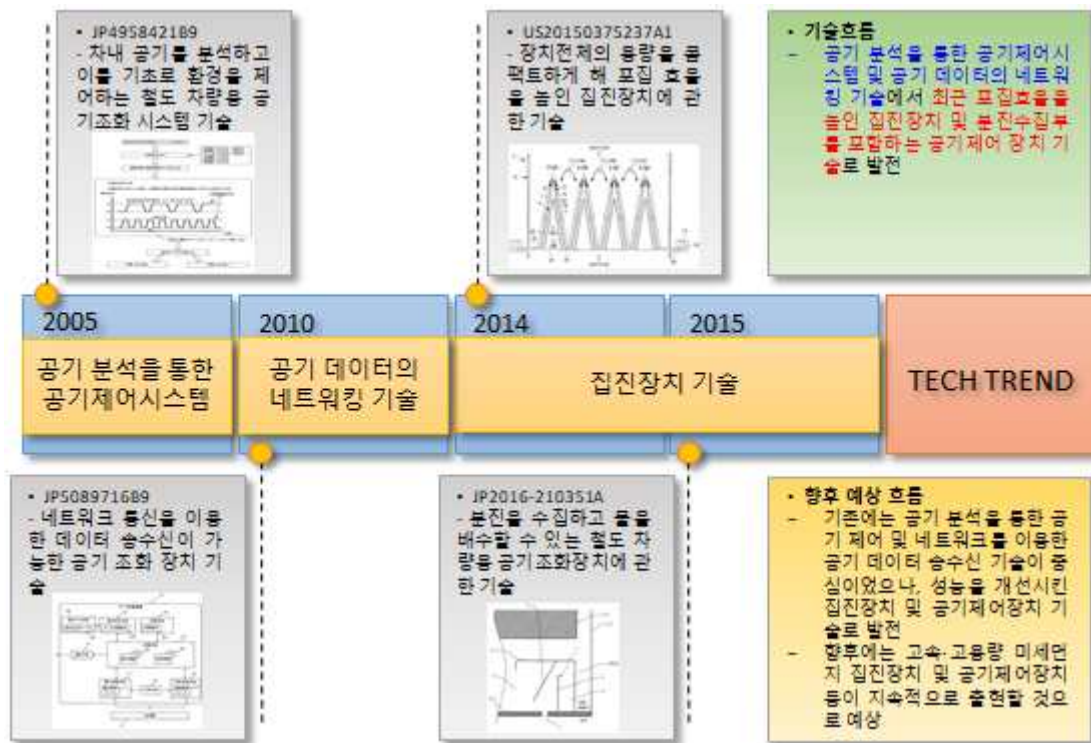 • JP4958421B9
- 차내 공기를 분석하고
이를 기초로 환경을 제
어하는 철도 차량용 공
기조화 시스템 기술
• US20150375237A1
- 장치전체의 용량을 콤
팩트하게 해 포집 효율
을 높인 집진장치에 관
한 기술
• 기술흐름
– 공기 분석을 통한 공기제어시
스템 및 공기 데이터의 네트워
킹 기술에서 최근 포집효율을
높인 집진장치 및 분진수집부
를 포함하는 공기제어 장치 기
술로 발전
2005
2010
2014
2015
공기 분석을 통한
공기제어시스템
공기 데이터의
네트워킹 기술
집진장치 기술
TECH TREND
• JP5089716B9
- 네트워크 통신을 이용
한 데이터 송수신이 가
능한 공기 조화 장치 기
술
• JP2016-210351A
- 분진을 수집하고 물을
배수할 수 있는 철도 차
량용 공기조화장치에 관
한 기술
• 향후 예상 흐름
– 기존에는 공기 분석을 통한 공
기 제어 및 네트워크를 이용한
공기 데이터 송수신 기술이 중
심이었으나, 성능을 개선시킨
집진장치 및 공기제어장치 기
술로 발전
– 향후에는 고속·고용량 미세먼
지 집진장치 및 공기제어장치
등이 지속적으로 출현할 것으
로 예상